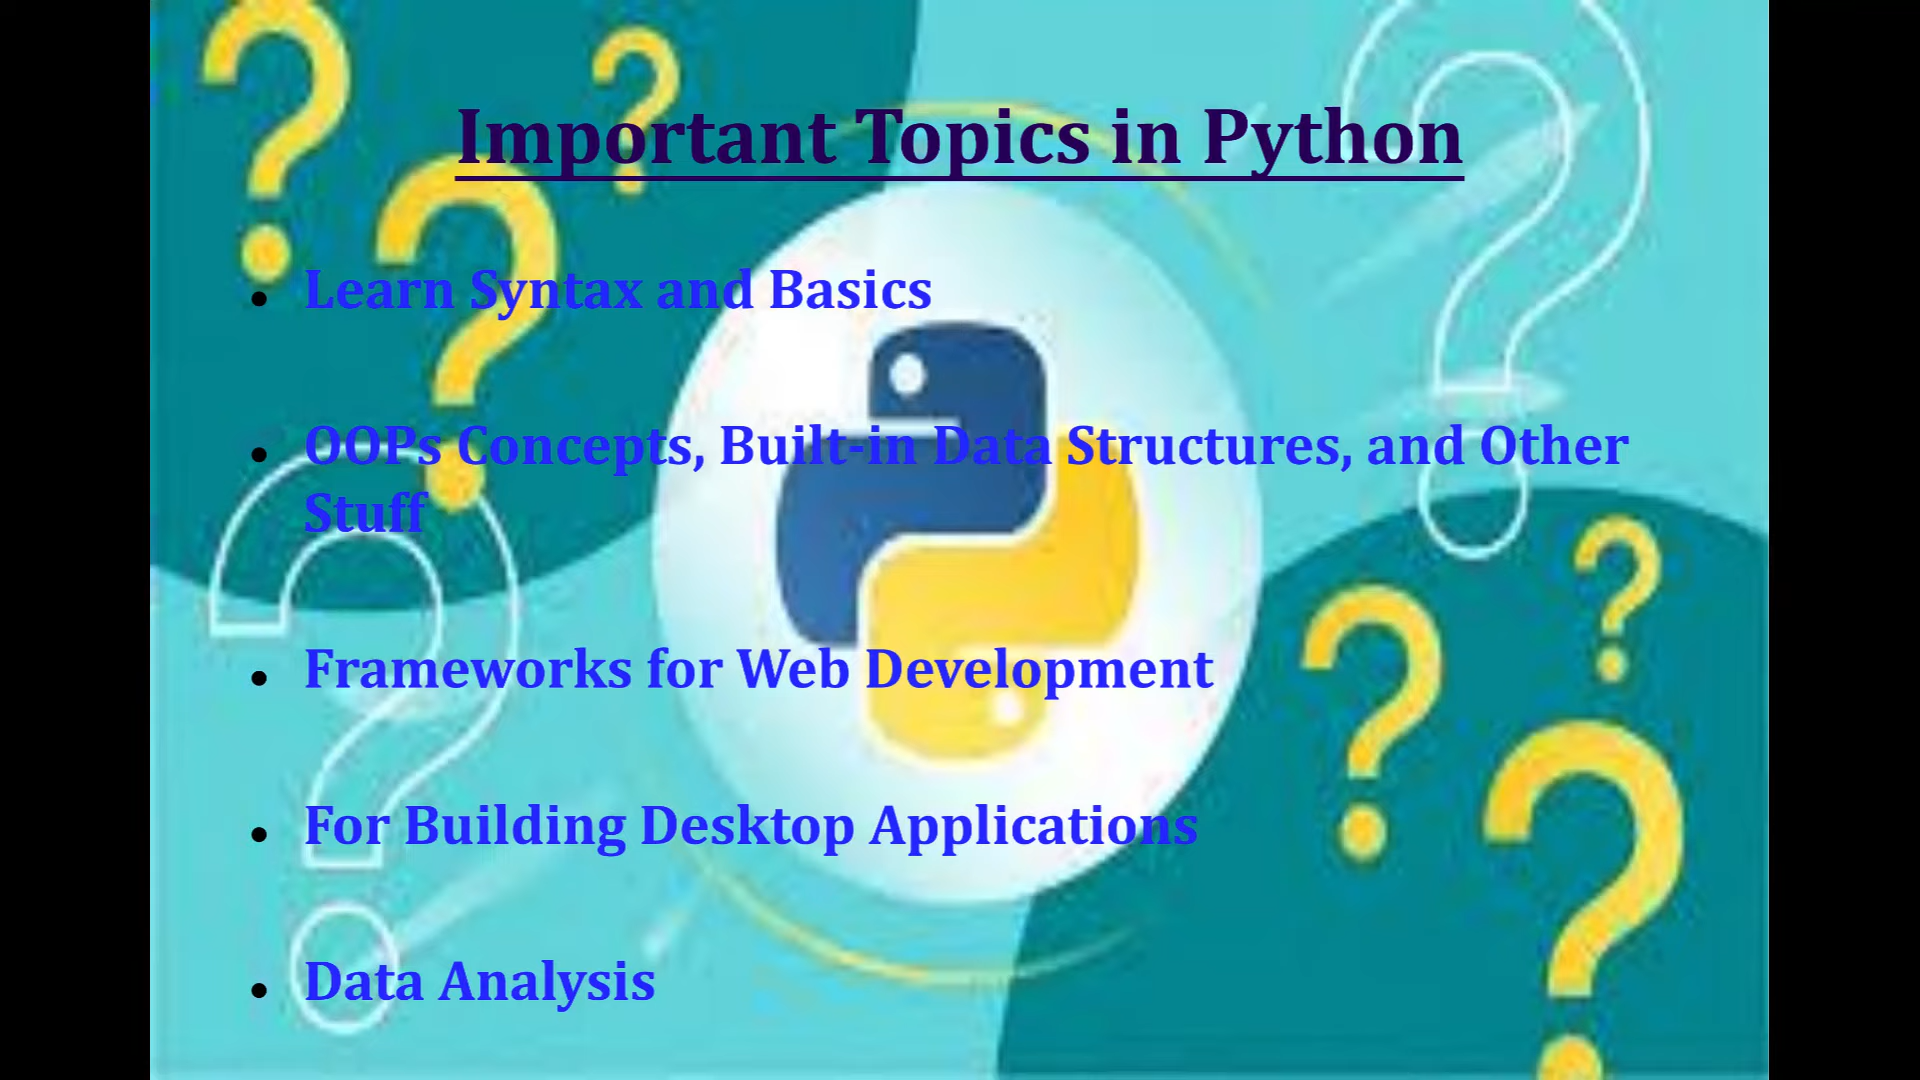 Important Topics in Python
• Learn Syntax and Basics
• OOPs Concepts, Built-in Data Structures, and Other
Stuff
• Frameworks for Web Development
• For Building Desktop Applications
• Data Analysis